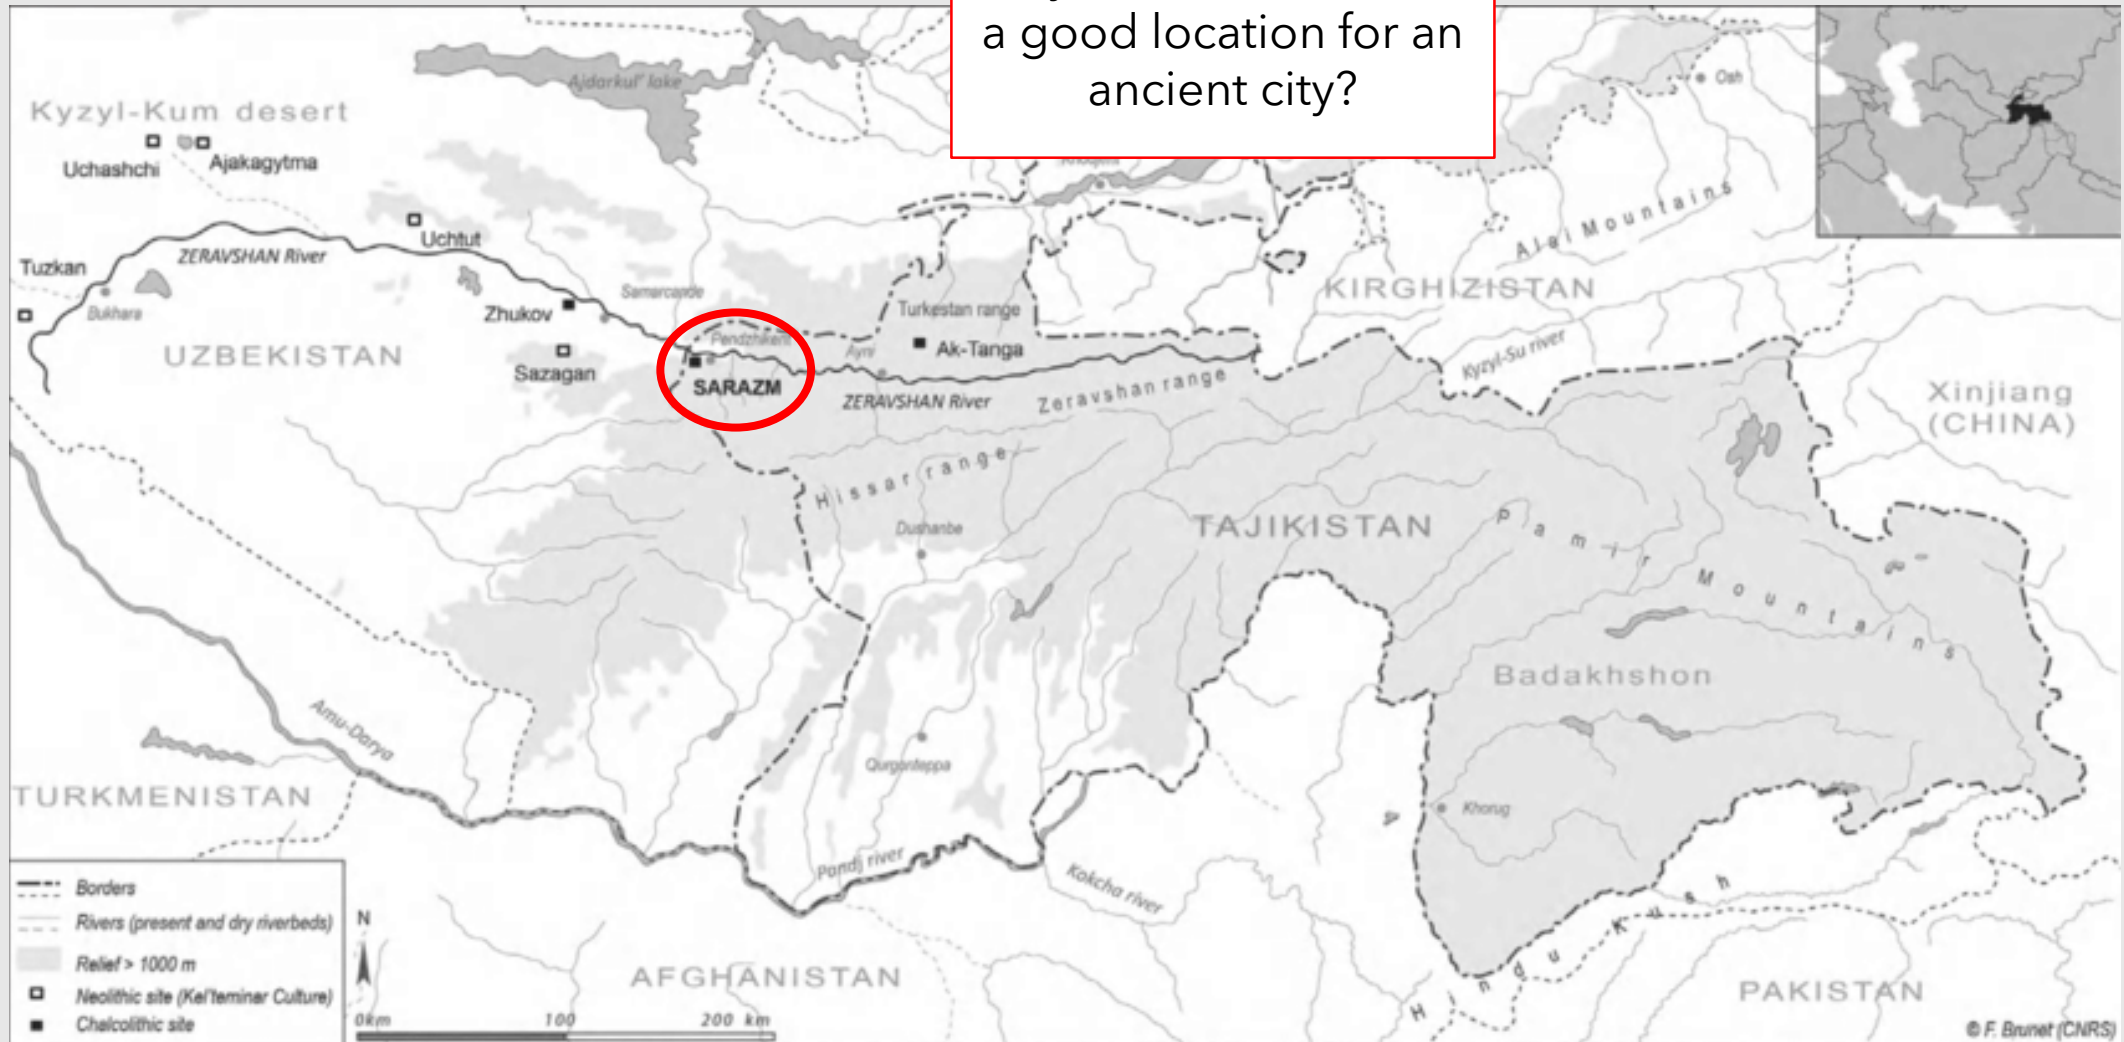 a good location for an
ancient city?
Ajdarkul' lake
Osh
Kyzyl-Kum desert
Uchashchi
Ajakagytma
Alai Mountains
Uchtut
ZERAVSHAN River
Tuzkan
Bukhara
Samarcande
Zhukov
KIRGHIZISTAN
Turkestan range
Pendzhikent
Ayni
Ak-Tanga
Kyzyl-Su river
UZBEKISTAN
Sazagan
SARAZM
ZERAVSHAN River
Zeravshan range
Xinjiang
(CHINA)
Hissar range
Dushanbe
TAJIKISTAN
Pamir Mountains
Badakhshon
Amu-Darya
Qurgonteppa
TURKMENISTAN
Khorug
Pandj river
Kokcha river
Hindu Kush
AFGHANISTAN
PAKISTAN
Borders
Rivers (present and dry riverbeds)
Relief > 1000 m
Neolithic site (Kel'teminar Culture)
Chalcolithic site
N
0km 100 200 km
© F. Brunet (CNRS)